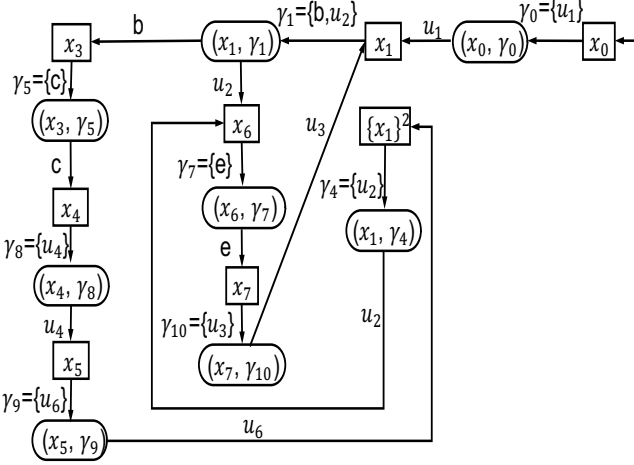 b
γ₁={b,u₂}
u₁
γ₀={u₁}
x₃
(x₁, γ₁)
x₁
(x₀, γ₀)
x₀
γ₅={c}
u₂
u₃
(x₃, γ₅)
x₆
{x₁}²
c
γ₇={e}
γ₄={u₂}
x₄
(x₆, γ₇)
(x₁, γ₄)
γ₈={u₄}
e
(x₄, γ₈)
x₇
u₂
u₄
γ₁₀={u₃}
x₅
(x₇, γ₁₀)
γ₉={u₆}
(x₅, γ₉)
u₆